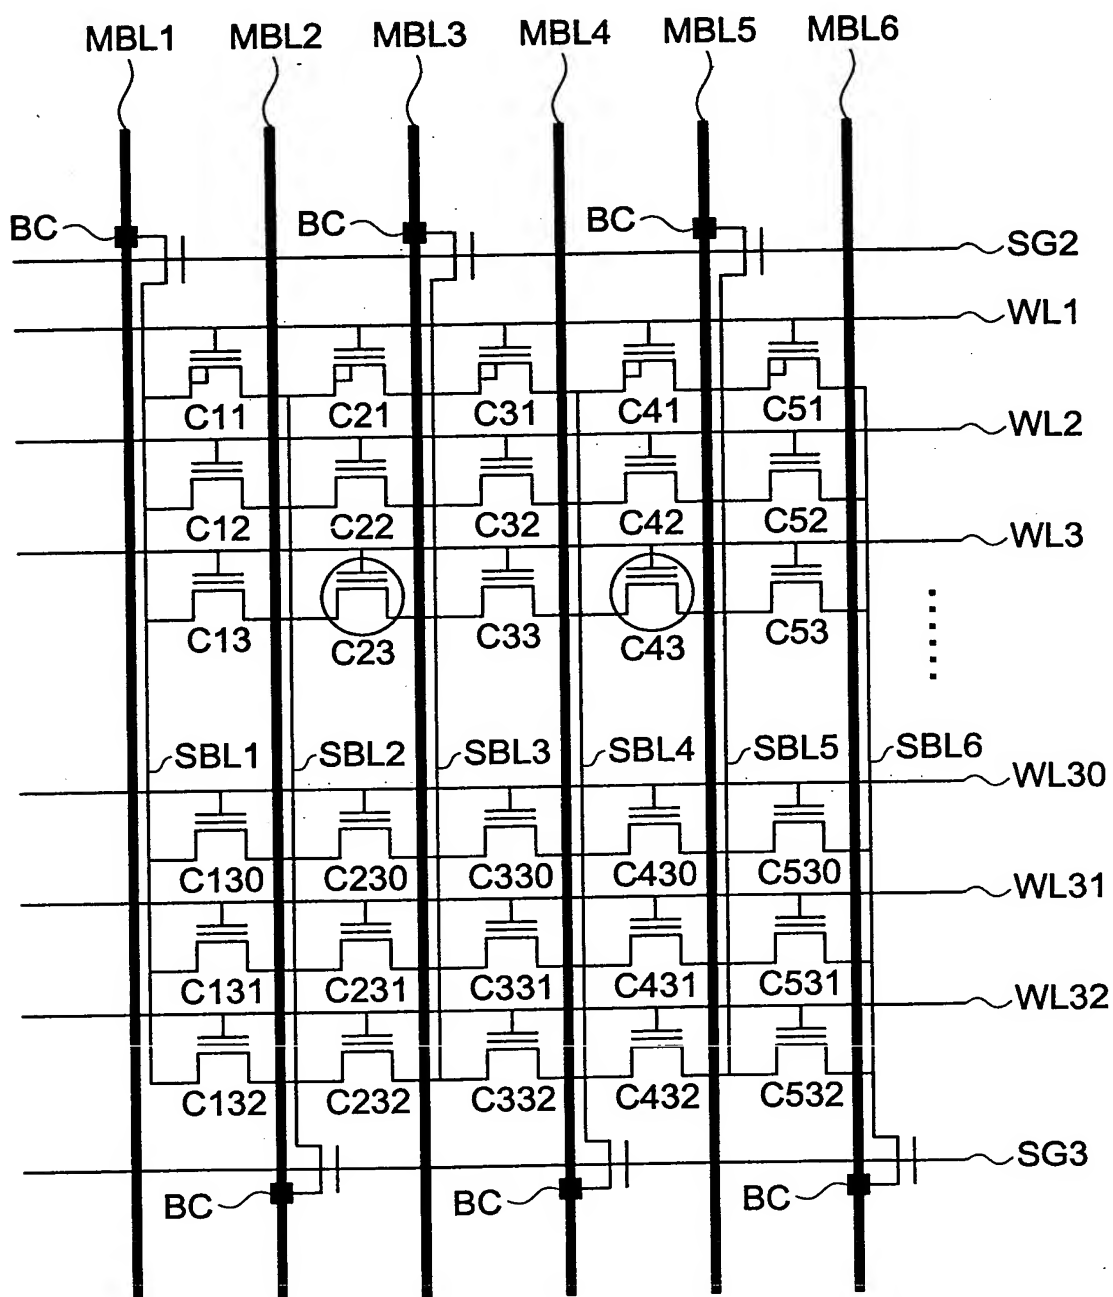 MBL1 MBL2 MBL3 MBL4 MBL5 MBL6
BC BC BC SG2
WL1
C11 C21 C31 C41 C51
WL2
C12 C22 C32 C42 C52
WL3
C13 C23 C33 C43 C53
SBL1 SBL2 SBL3 SBL4 SBL5 SBL6
WL30
C130 C230 C330 C430 C530
WL31
C131 C231 C331 C431 C531
WL32
C132 C232 C332 C432 C532
SG3
BC BC BC